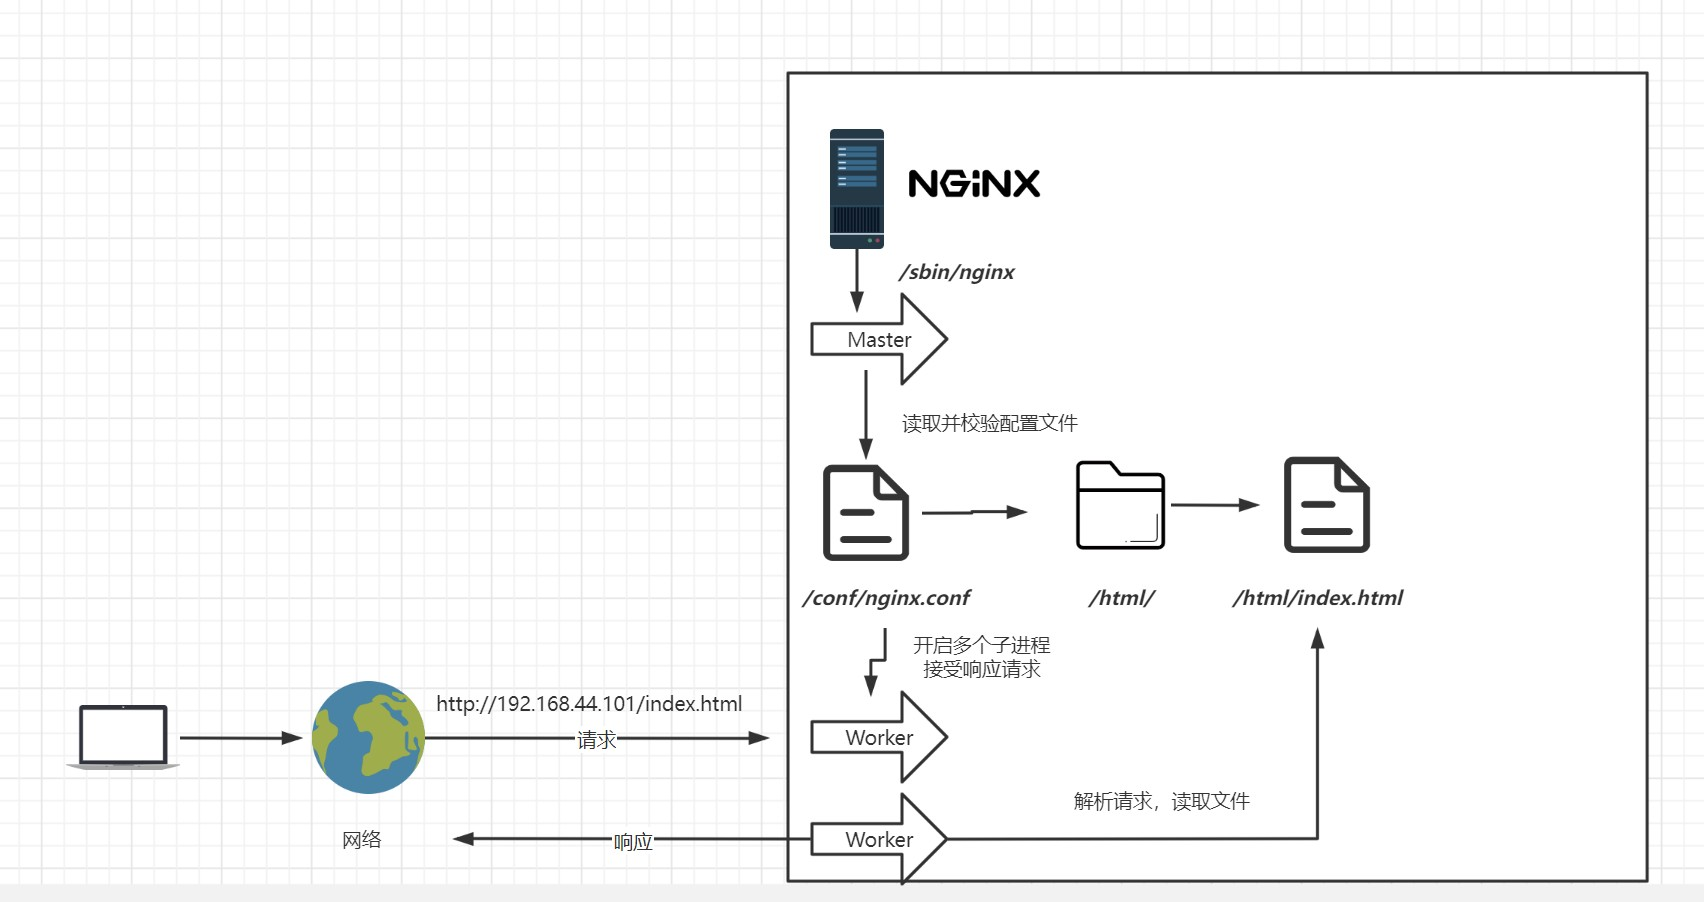 NGiNX
/sbin/nginx
Master
读取并校验配置文件
/conf/nginx.conf
/html/
/html/index.html
开启多个子进程
接受响应请求
http://192.168.44.101/index.html
请求
Worker
解析请求，读取文件
网络
响应
Worker